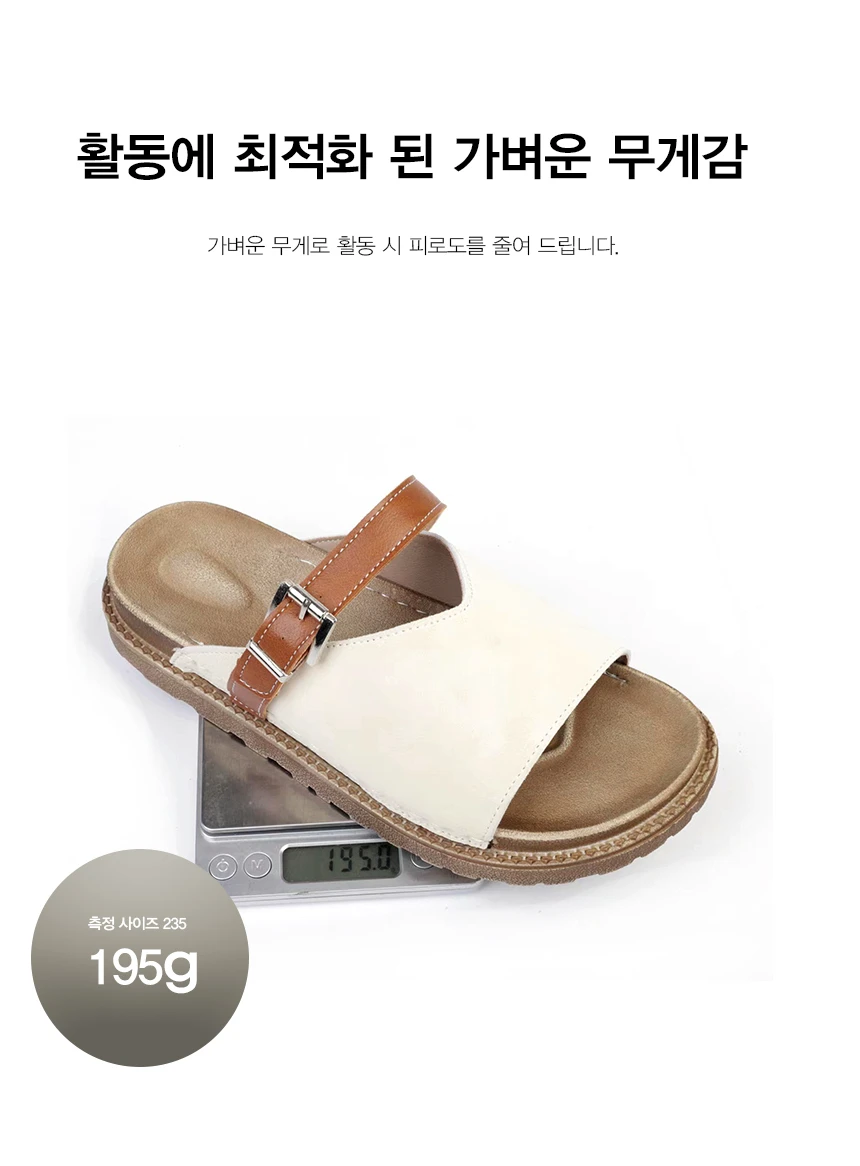 활동에 최적화 된 가벼운 무게감
가벼운 무게로 활동 시 피로도를 줄여 드립니다.
195.0
측정 사이즈 235
195g